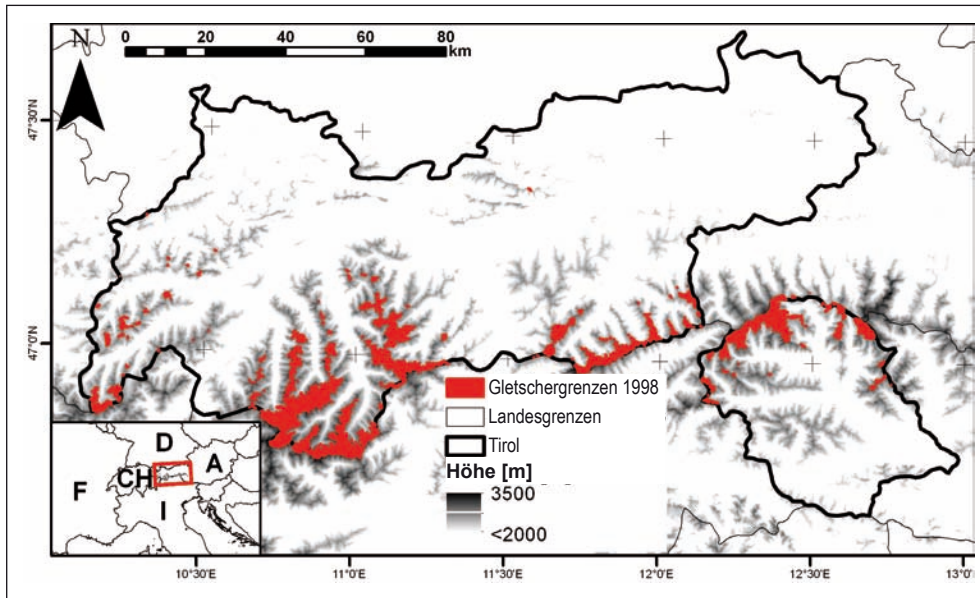 N
0 20 40 60 80
km
47°30'N
47°0'N
Gletschergrenzen 1998
Landesgrenzen
Tirol
Höhe [m]
3500
<2000
D
A
CH
F
I
10°30'E 11°0'E 11°30'E 12°0'E 12°30'E 13°0'